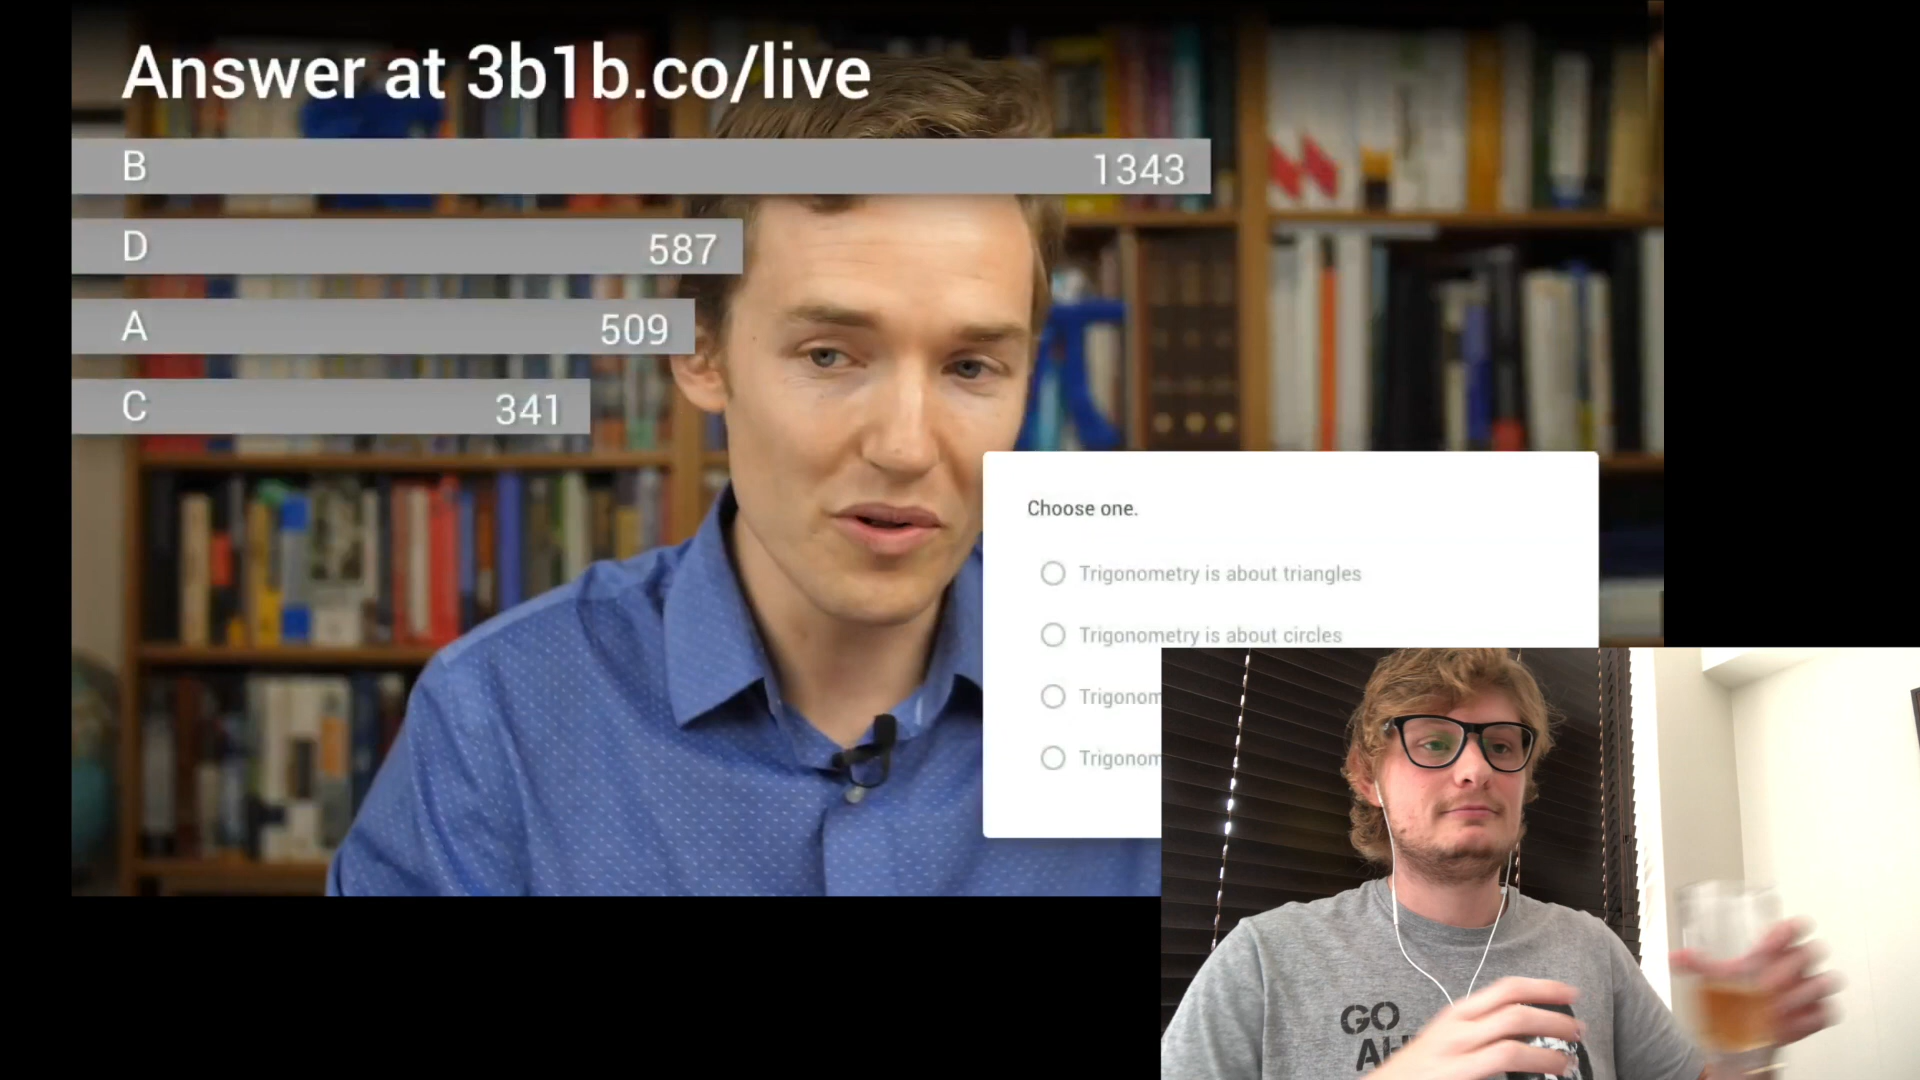 Answer at 3b1b.co/live
B 1343
D 587
A 509
C 341
Choose one.
Trigonometry is about triangles
Trigonometry is about circles
GO